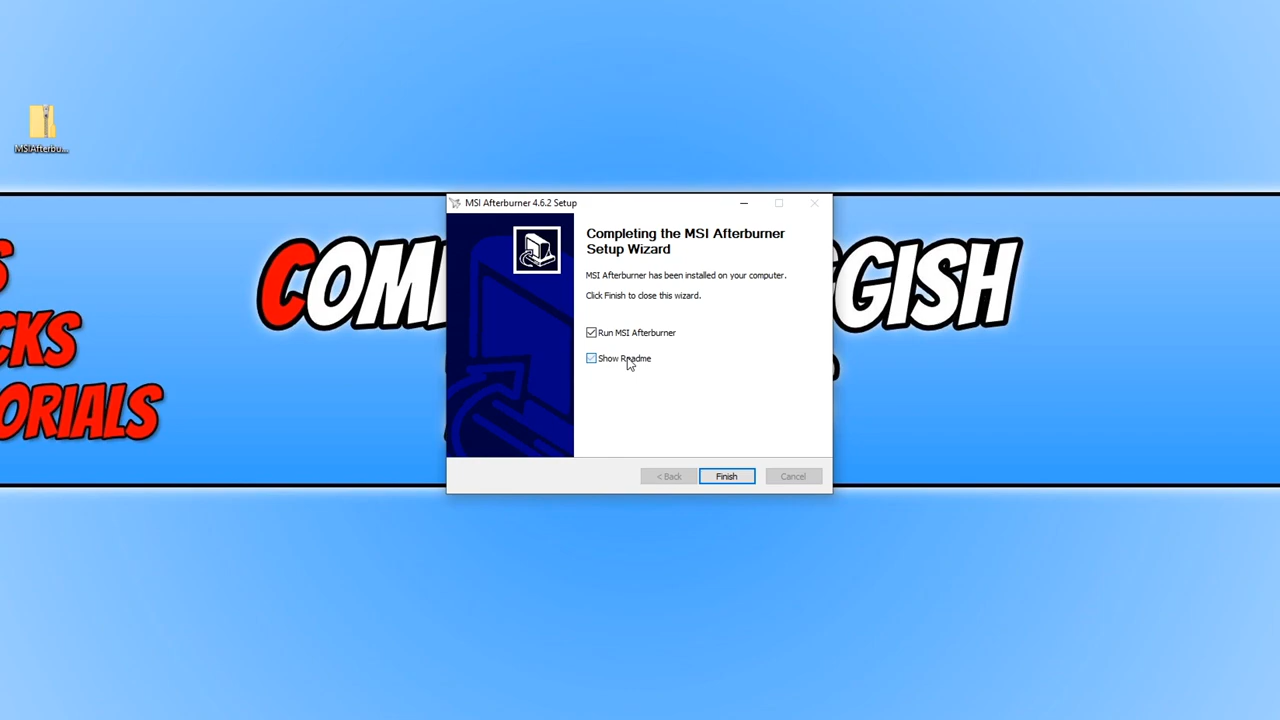 MSIAfterbu...
MSI Afterburner 4.6.2 Setup
Completing the MSI Afterburner
Setup Wizard
MSI Afterburner has been installed on your computer.
Click Finish to close this wizard.
Run MSI Afterburner
Show Readme
< Back
Finish
Cancel
COM
GISH
CKS
ORIALS